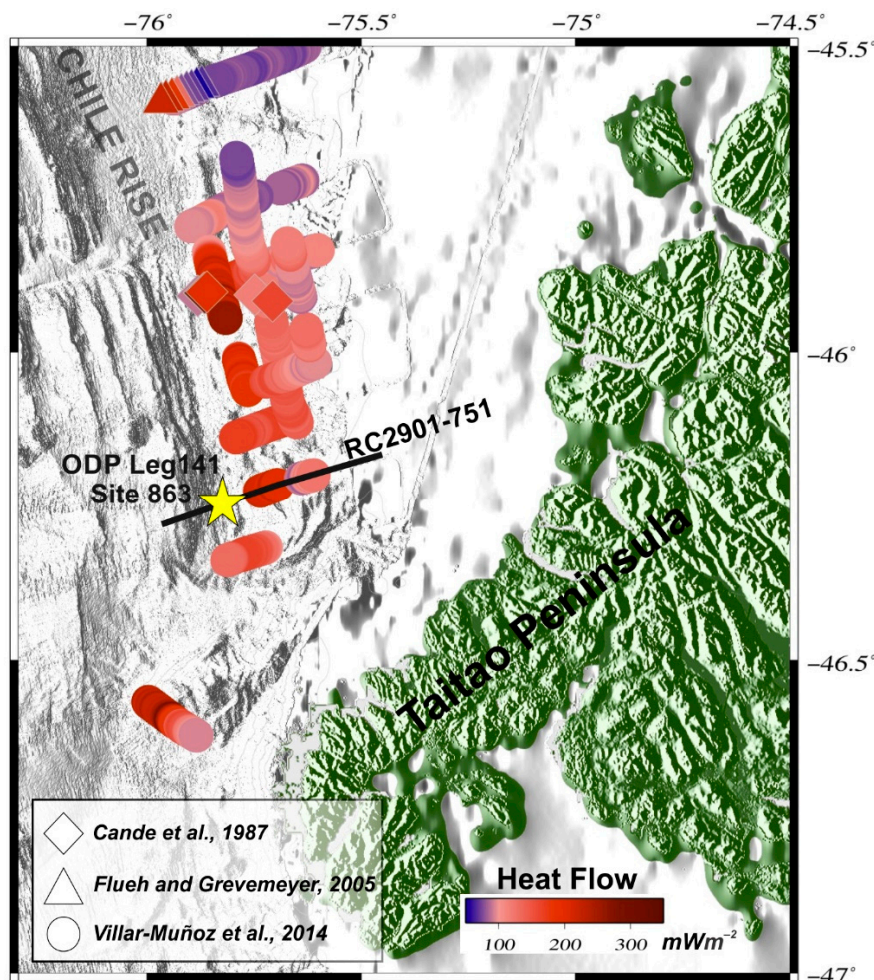 −76˚
−75.5˚
−75˚
−74.5˚
−45.5˚
CHILE RISE
−46˚
RC2901-751
ODP Leg141
Site 863
Taitao Peninsula
−46.5˚
Cande et al., 1987
Flueh and Grevemeyer, 2005
Villar-Muñoz et al., 2014
Heat Flow
100 200 300 mWm⁻²
−47˚